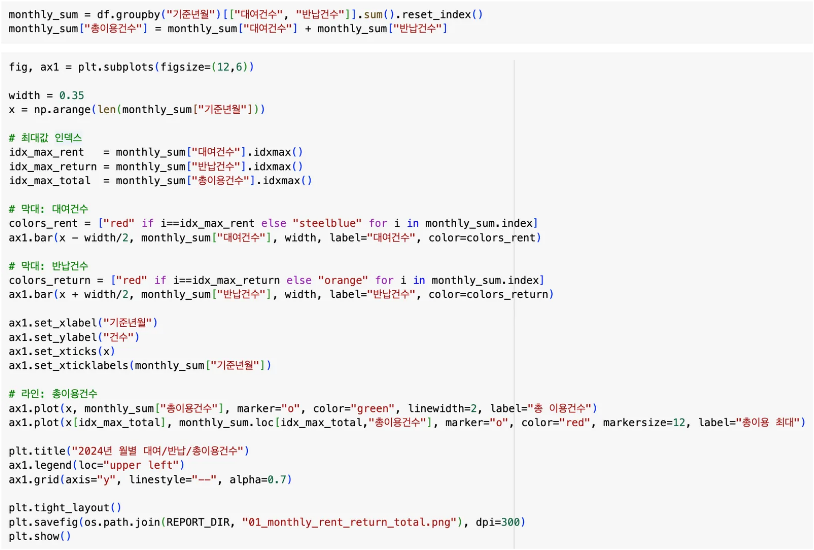 monthly_sum = df.groupby("기준년월")[["대여건수", "반납건수"]].sum().reset_index()
monthly_sum["총이용건수"] = monthly_sum["대여건수"] + monthly_sum["반납건수"]
fig, ax1 = plt.subplots(figsize=(12,6))
width = 0.35
x = np.arange(len(monthly_sum["기준년월"]))
# 최대값 인덱스
idx_max_rent   = monthly_sum["대여건수"].idxmax()
idx_max_return = monthly_sum["반납건수"].idxmax()
idx_max_total  = monthly_sum["총이용건수"].idxmax()
# 막대: 대여건수
colors_rent = ["red" if i==idx_max_rent else "steelblue" for i in monthly_sum.index]
ax1.bar(x - width/2, monthly_sum["대여건수"], width, label="대여건수", color=colors_rent)
# 막대: 반납건수
colors_return = ["red" if i==idx_max_return else "orange" for i in monthly_sum.index]
ax1.bar(x + width/2, monthly_sum["반납건수"], width, label="반납건수", color=colors_return)
ax1.set_xlabel("기준년월")
ax1.set_ylabel("건수")
ax1.set_xticks(x)
ax1.set_xticklabels(monthly_sum["기준년월"])
# 라인: 총이용건수
ax1.plot(x, monthly_sum["총이용건수"], marker="o", color="green", linewidth=2, label="총 이용건수")
ax1.plot(x[idx_max_total], monthly_sum.loc[idx_max_total,"총이용건수"], marker="o", color="red", markersize=12, label="총이용 최대")
plt.title("2024년 월별 대여/반납/총이용건수")
ax1.legend(loc="upper left")
ax1.grid(axis="y", linestyle="--", alpha=0.7)
plt.tight_layout()
plt.savefig(os.path.join(REPORT_DIR, "01_monthly_rent_return_total.png"), dpi=300)
plt.show()